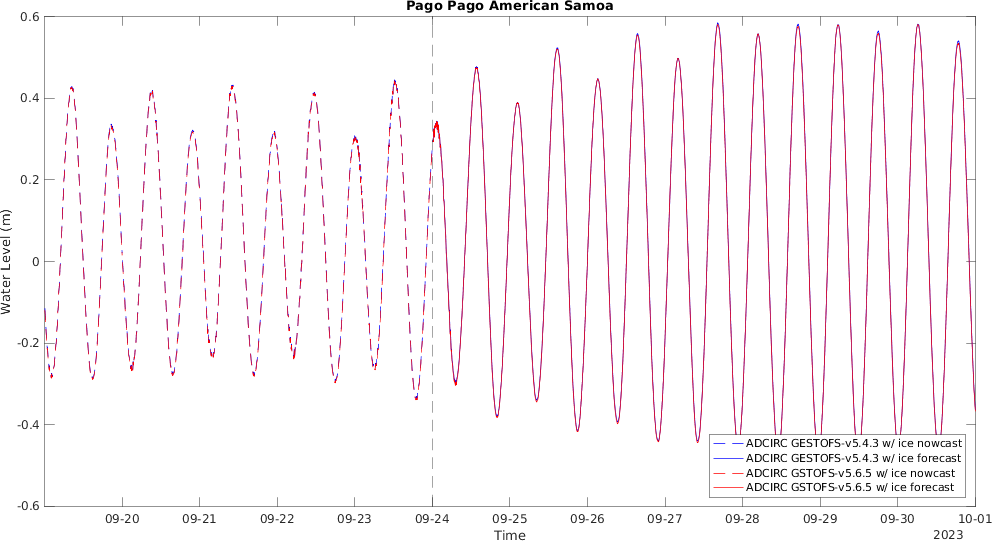 Pago Pago American Samoa
0.6
0.4
0.2
0
-0.2
-0.4
-0.6
Water Level (m)
ADCIRC GESTOFS-v5.4.3 w/ ice nowcast
ADCIRC GESTOFS-v5.4.3 w/ ice forecast
ADCIRC GSTOFS-v5.6.5 w/ ice nowcast
ADCIRC GSTOFS-v5.6.5 w/ ice forecast
09-20 09-21 09-22 09-23 09-24 09-25 09-26 09-27 09-28 09-29 09-30 10-01
Time
2023